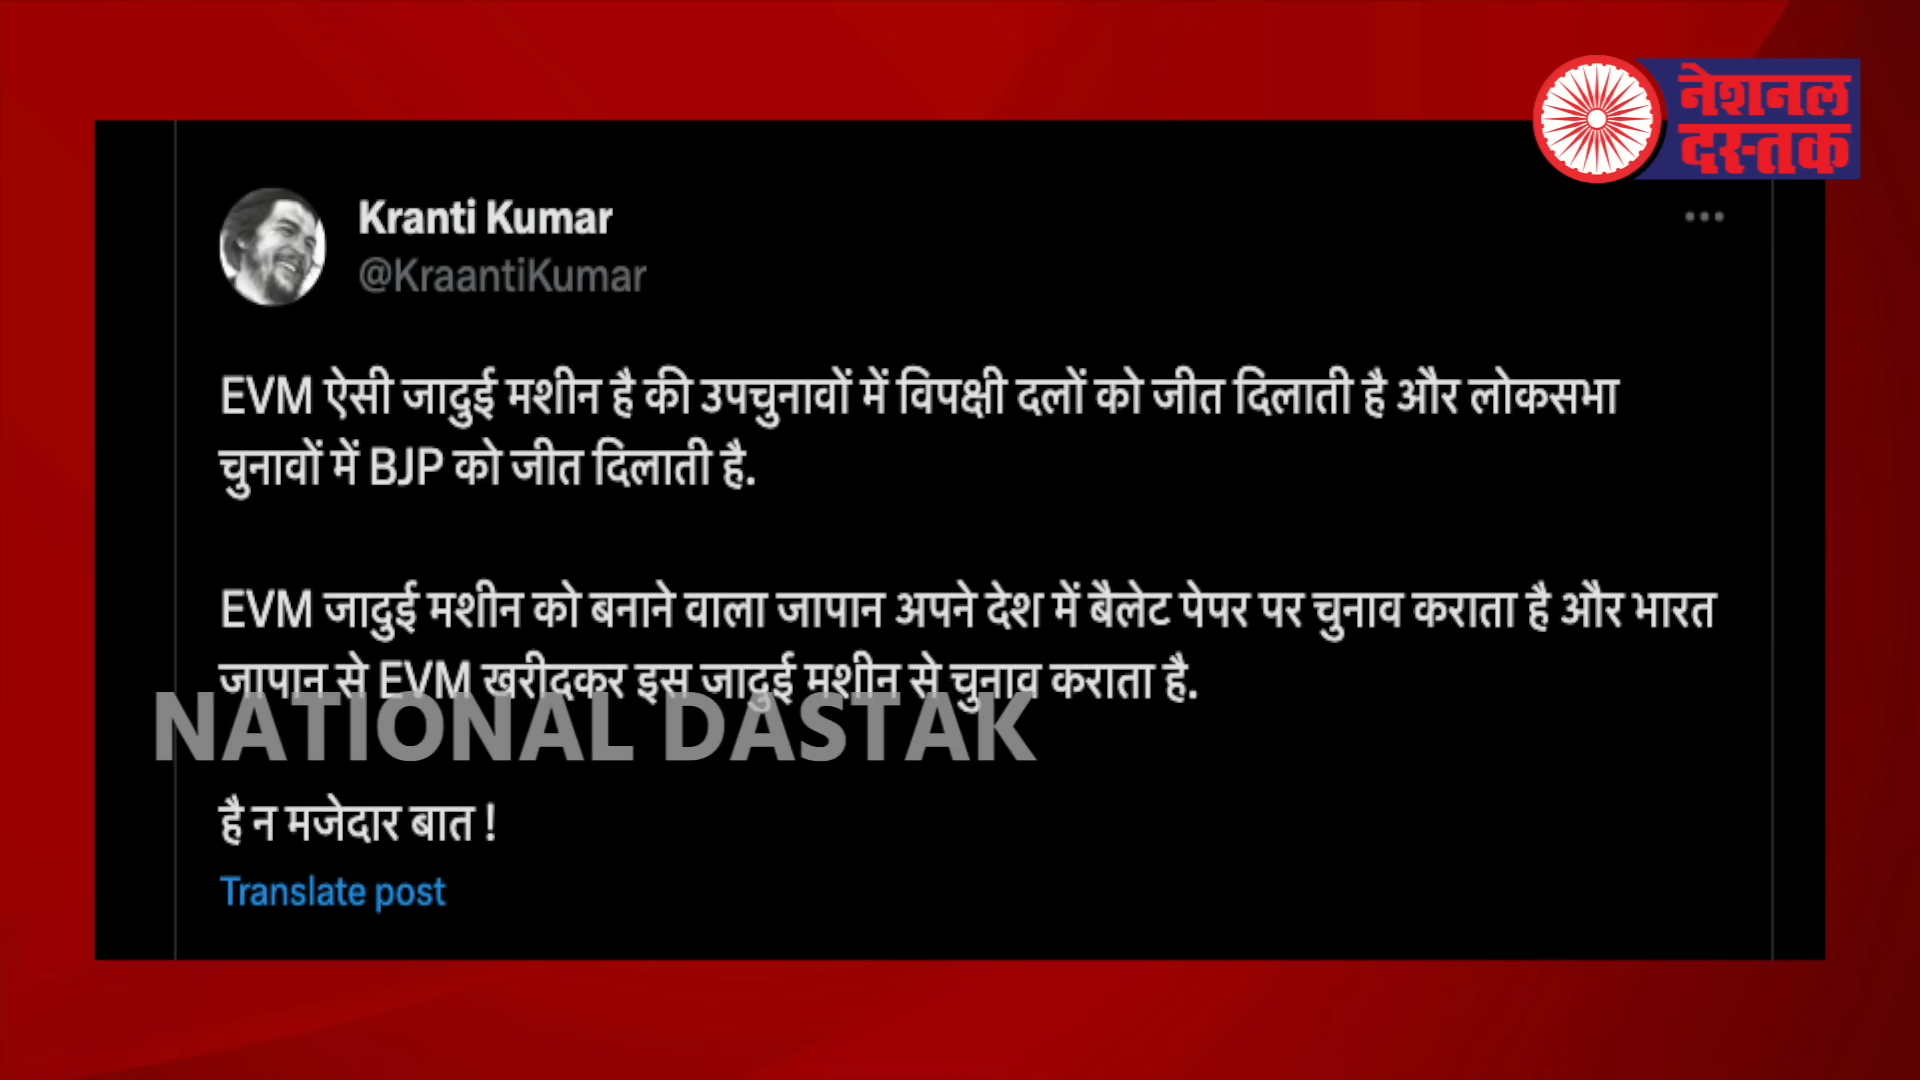 नेशनल
दस्तक
Kranti Kumar
@KraantiKumar
EVM ऐसी जादुई मशीन है की उपचुनावों में विपक्षी दलों को जीत दिलाती है और लोकसभा
चुनावों में BJP को जीत दिलाती है.
EVM जादुई मशीन को बनाने वाला जापान अपने देश में बैलेट पेपर पर चुनाव कराता है और भारत
जापान से EVM खरीदकर इस जादुई मशीन से चुनाव कराता है.
NATIONAL DASTAK
है न मजेदार बात !
Translate post